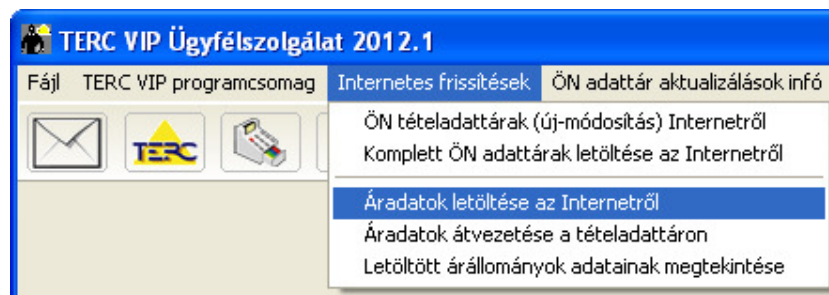 TERC VIP Ügyfélszolgálat 2012.1
Fájl TERC VIP programcsomag Internetes frissítések ÖN adattár aktualizálások infó
TERC
ÖN tételadattárak (új-módosítás) Internetről
Komplett ÖN adattárak letöltése az Internetről
Áradatok letöltése az Internetről
Áradatok átvezetése a tételadattáron
Letöltött árállományok adatainak megtekintése